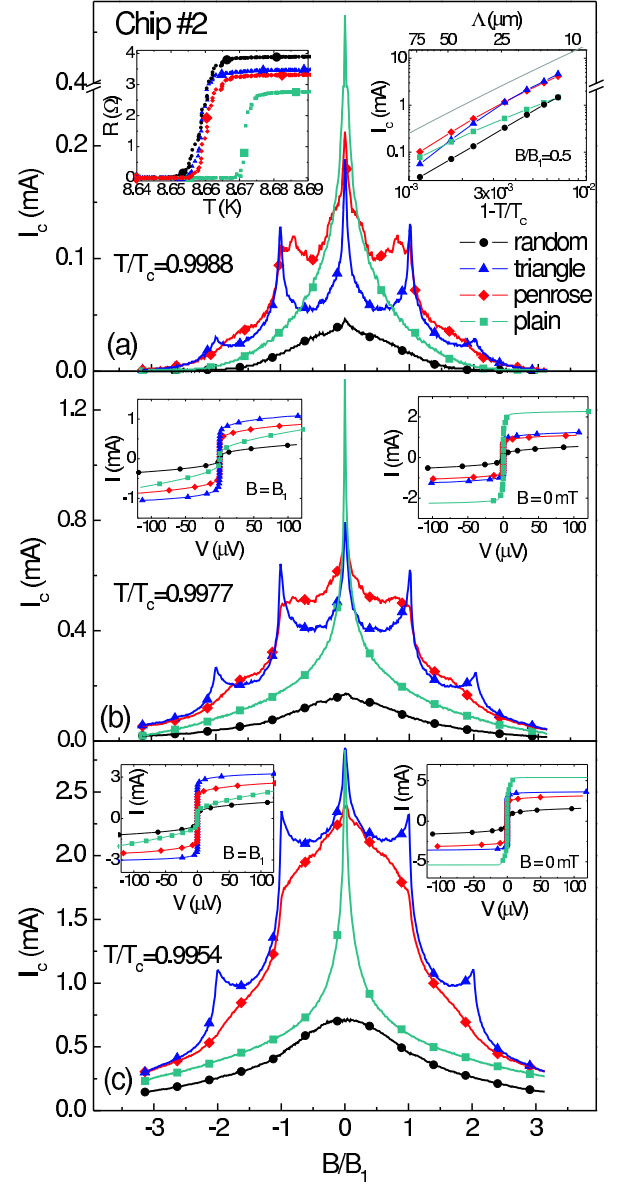 Chip #2
Λ (μm)
75 50 25 10
R (Ω)
4
3
2
1
0
8.64 8.65 8.66 8.67 8.68 8.69
T (K)
I_c (mA)
10
1
0.1
B/B_1=0.5
10^-3 3x10^-3 10^-2
1-T/T_c
I_c (mA)
0.4
0.2
0.1
0.0
T/T_c=0.9988
random
triangle
penrose
plain
(a)
I_c (mA)
1.2
0.8
0.4
0.0
I (mA)
1
0
-1
B=B_1
-100 -50 0 50 100
V (μV)
I (mA)
2
0
-2
B=0mT
-100 -50 0 50 100
V (μV)
T/T_c=0.9977
(b)
I_c (mA)
2.5
2.0
1.5
1.0
0.5
0.0
I (mA)
3
0
-3
B=B_1
-100 -50 0 50 100
V (μV)
I (mA)
5
0
-5
B=0mT
-100 -50 0 50 100
V (μV)
T/T_c=0.9954
(c)
-3 -2 -1 0 1 2 3
B/B_1